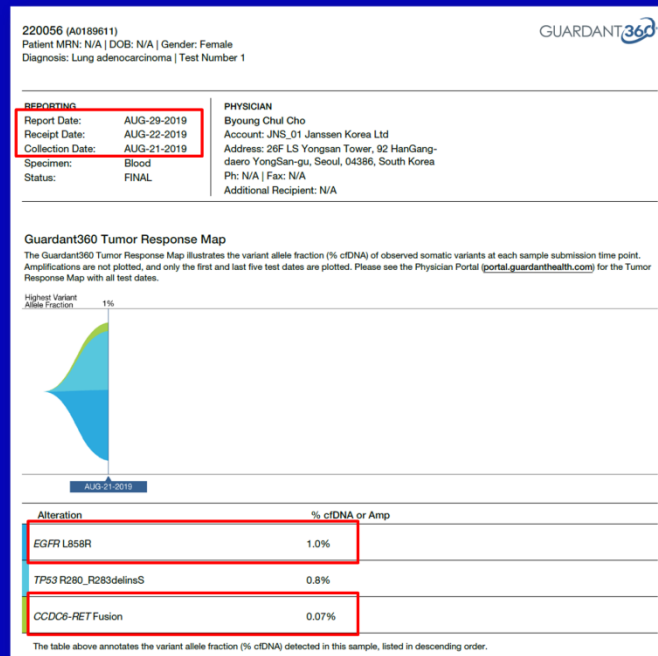 220056 (A0189611)
GUARDANT360
Patient MRN: N/A | DOB: N/A | Gender: Female
Diagnosis: Lung adenocarcinoma | Test Number 1
REPORTING
Report Date: AUG-29-2019
Receipt Date: AUG-22-2019
Collection Date: AUG-21-2019
Specimen: Blood
Status: FINAL
PHYSICIAN
Byoung Chul Cho
Account: JNS_01 Janssen Korea Ltd
Address: 26F LS Yongsan Tower, 92 HanGang-
daero YongSan-gu, Seoul, 04386, South Korea
Ph: N/A | Fax: N/A
Additional Recipient: N/A
Guardant360 Tumor Response Map
The Guardant360 Tumor Response Map illustrates the variant allele fraction (% cfDNA) of observed somatic variants at each sample submission time point.
Amplifications are not plotted, and only the first and last five test dates are plotted. Please see the Physician Portal (portal.guardanthealth.com) for the Tumor
Response Map with all test dates.
Highest Variant
Allele Fraction 1%
AUG-21-2019
Alteration % cfDNA or Amp
EGFR L858R 1.0%
TP53 R280_R283delinsS 0.8%
CCDC6-RET Fusion 0.07%
The table above annotates the variant allele fraction (% cfDNA) detected in this sample, listed in descending order.